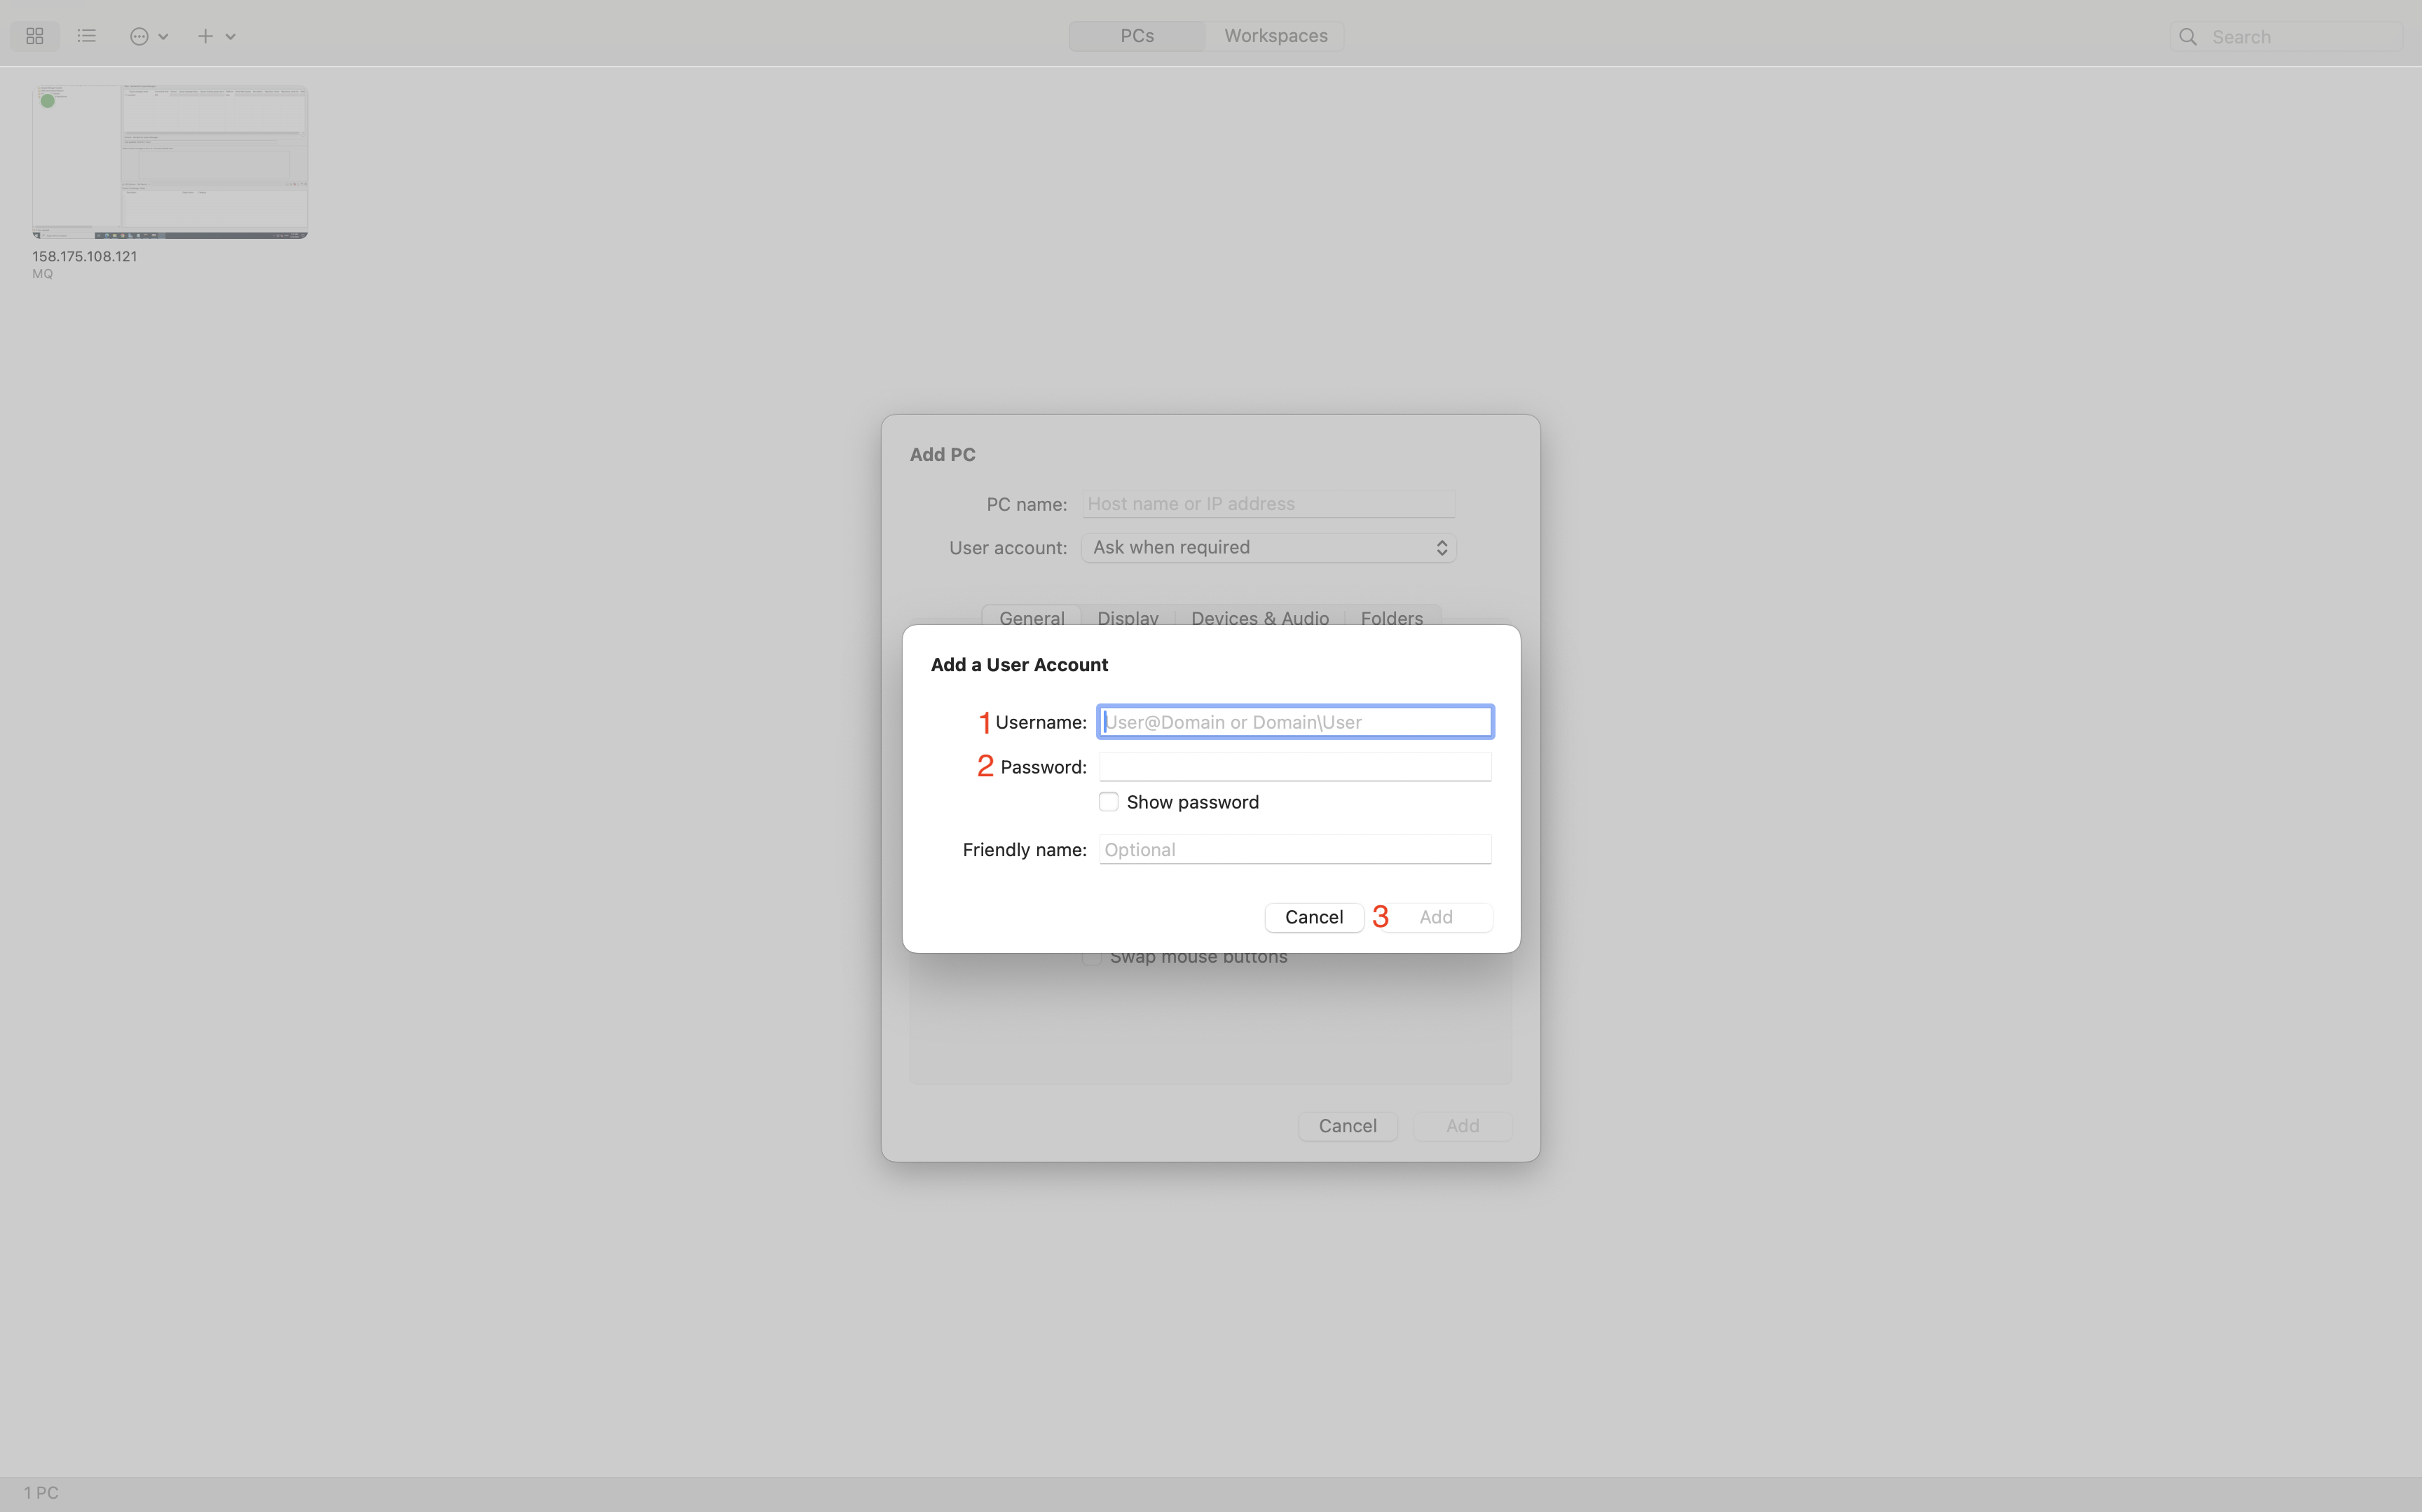 PCs Workspaces Search
158.175.108.121
MQ
Add PC
PC name: Host name or IP address
User account: Ask when required
General Display Devices & Audio Folders
Add a User Account
1 Username: User@Domain or Domain\User
2 Password:
Show password
Friendly name: Optional
Cancel 3 Add
Swap mouse buttons
Cancel Add
1 PC